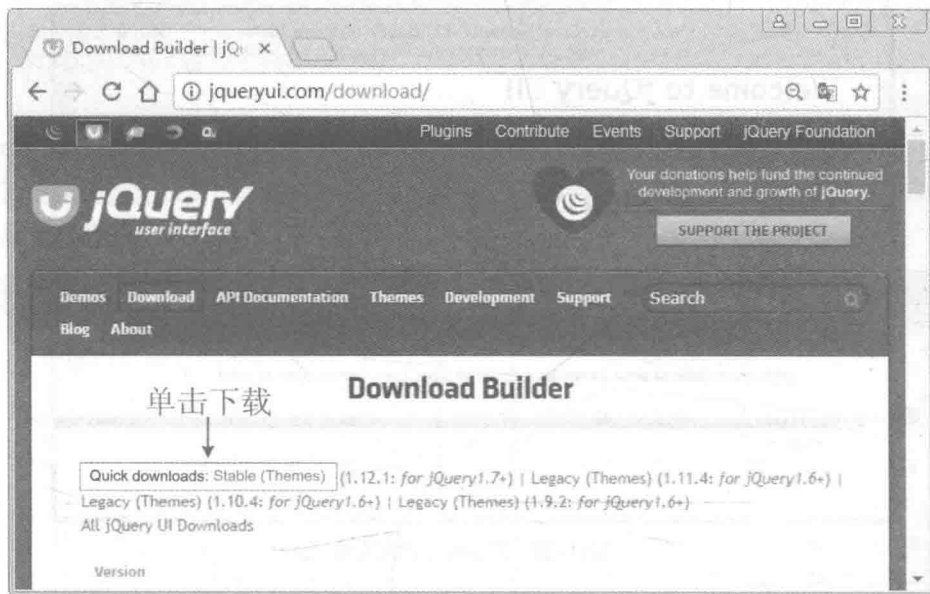 Download Builder | jQ
jqueryui.com/download/
Plugins Contribute Events Support jQuery Foundation
Your donations help fund the continued
development and growth of jQuery.
jQuery
user interface
SUPPORT THE PROJECT
Demos Download API Documentation Themes Development Support Search
Blog About
Download Builder
单击下载
Quick downloads: Stable (Themes) (1.12.1: for jQuery1.7+) | Legacy (Themes) (1.11.4: for jQuery1.6+) |
Legacy (Themes) (1.10.4: for jQuery1.6+) | Legacy (Themes) (1.9.2: for jQuery1.6+)
All jQuery UI Downloads
Version